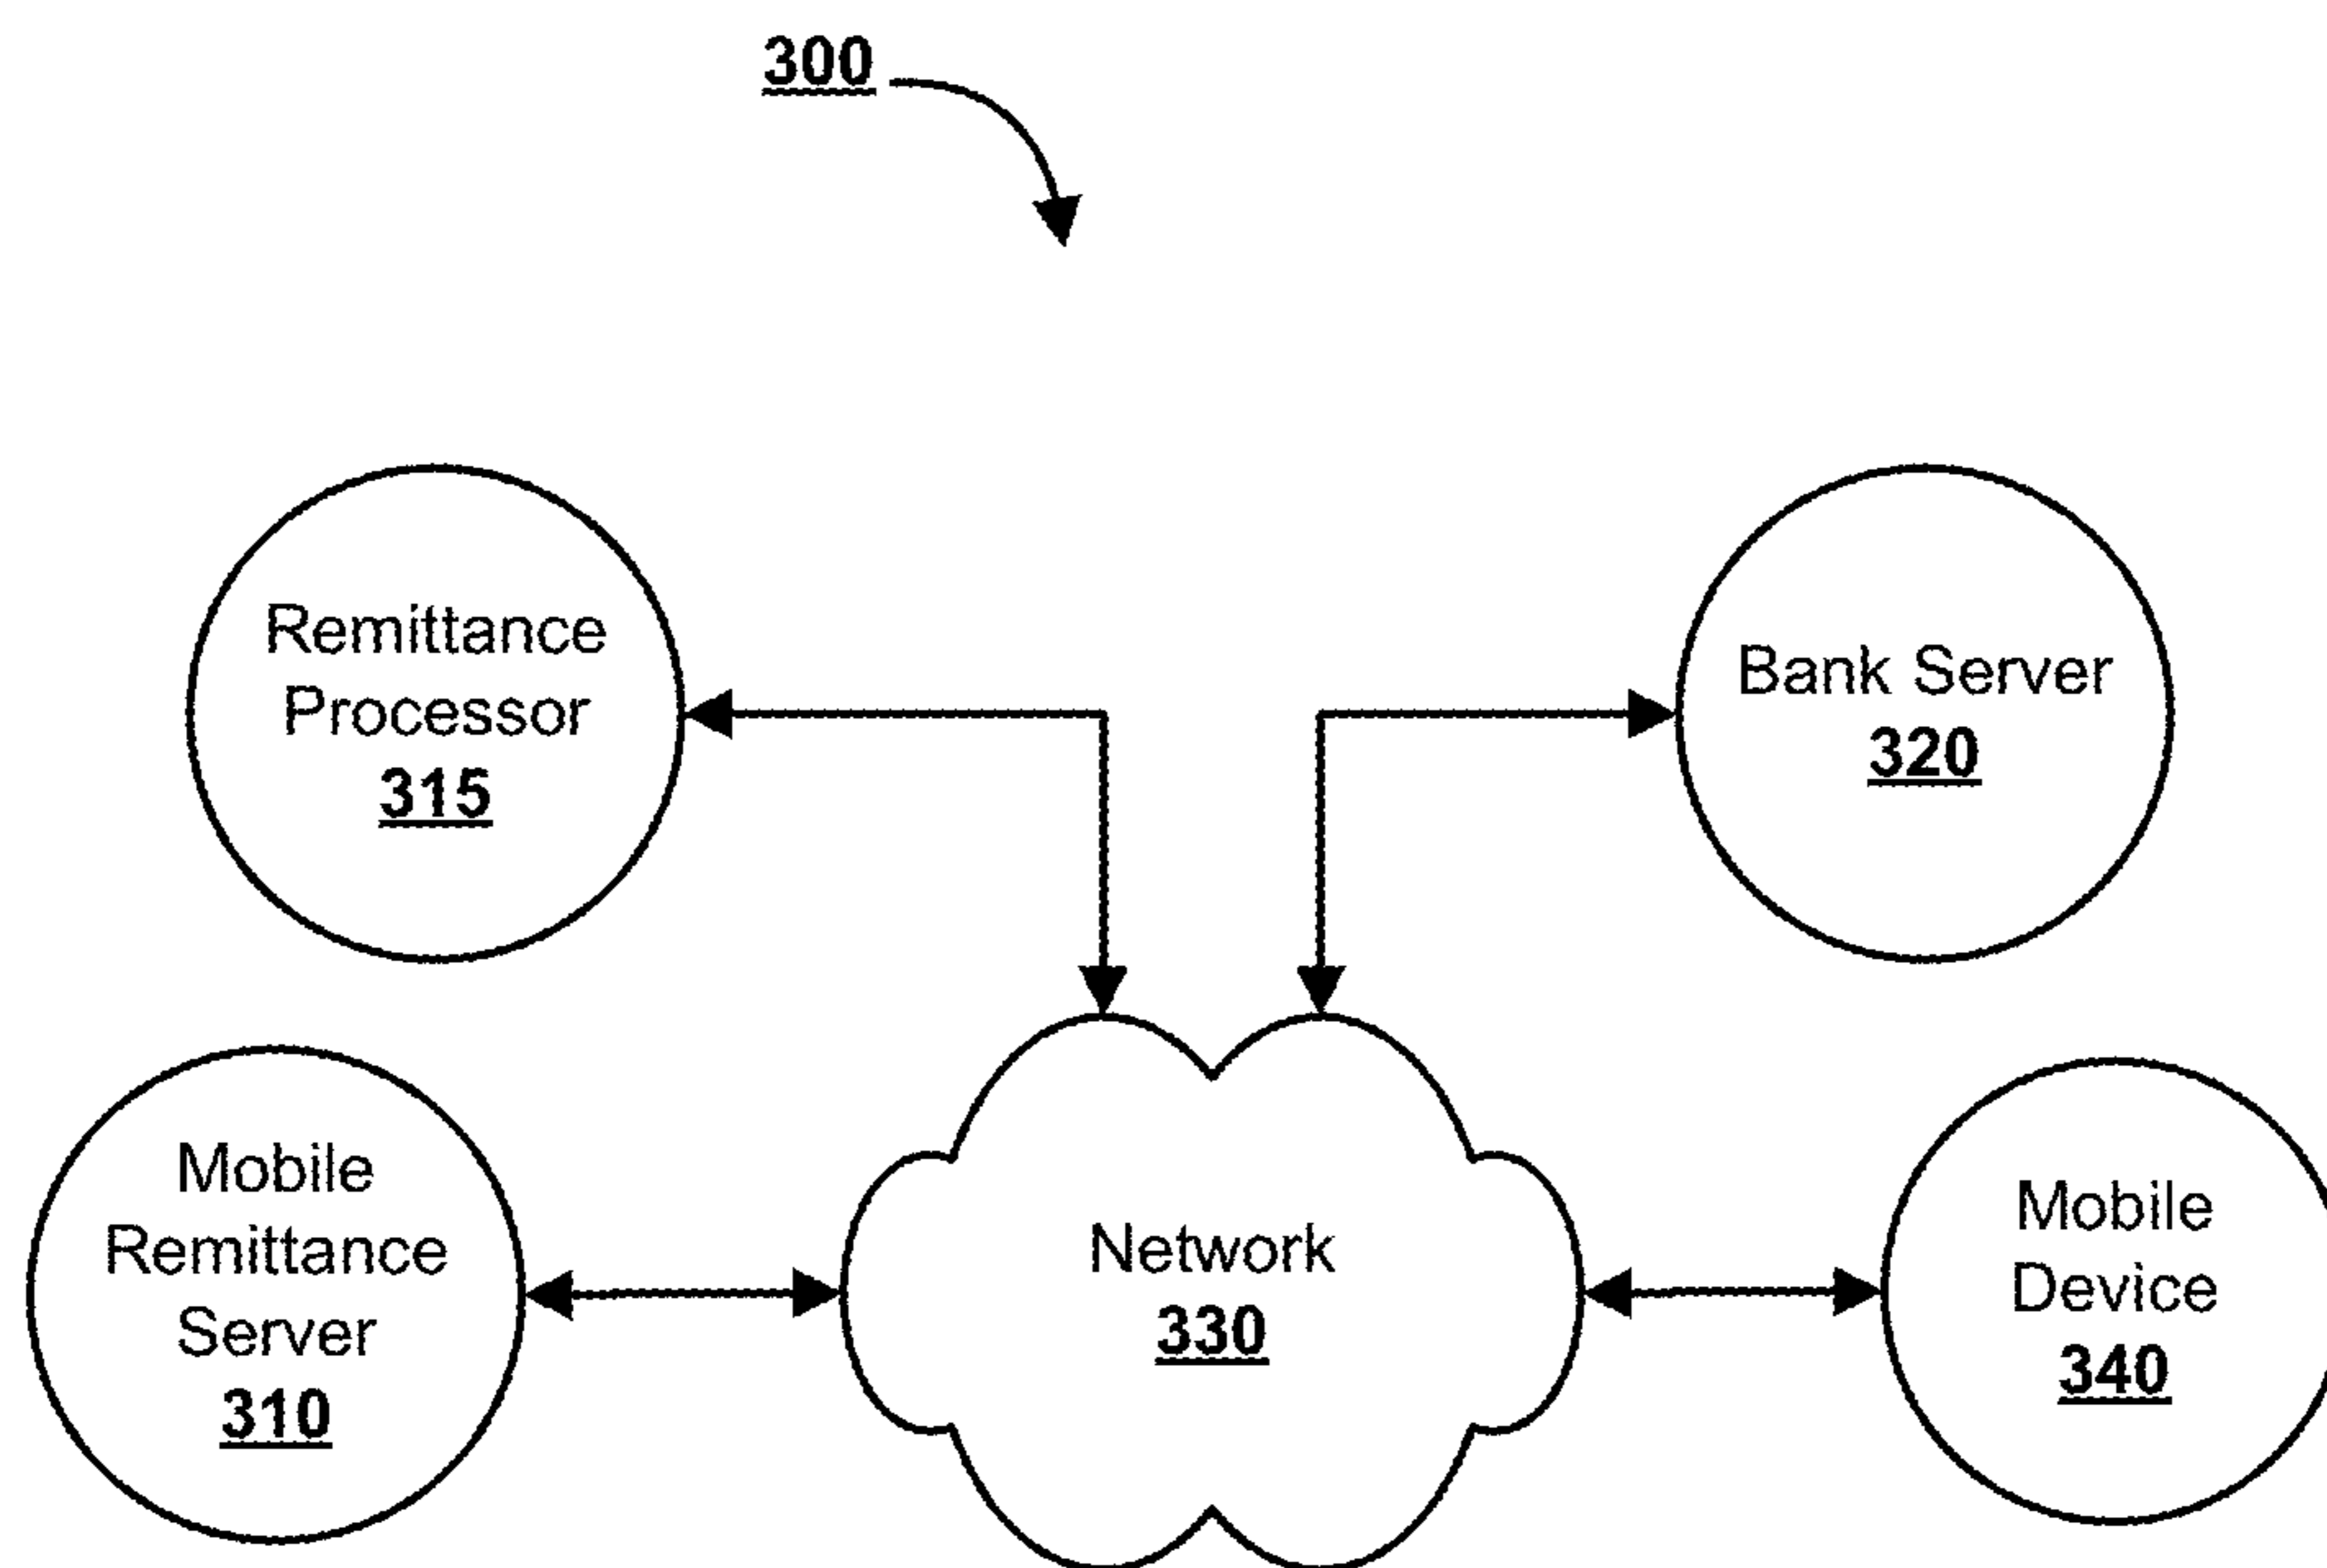 300
Remittance
Processor
315
Bank Server
320
Mobile
Remittance
Server
310
Network
330
Mobile
Device
340